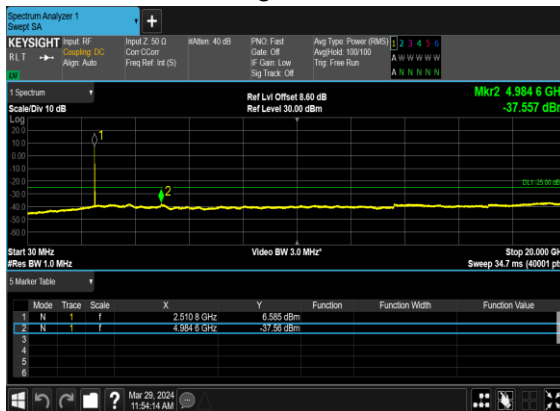 Spectrum Analyzer 1
Swept SA
KEYSIGHT Input: RF Input Z: 50 Ω #Atten: 40 dB PNO: Fast Avg Type: Power (RMS) 1 2 3 4 5 6
RLT Coupling: DC Corr CCorr Gate: Off Avg|Hold: 100/100 A W W W W W
Align: Auto Freq Ref: Int (S) IF Gain: Low Trig: Free Run
Sig Track: Off A N N N N N
1 Spectrum
Ref Lvl Offset 8.60 dB
Mkr2 4.984 6 GH
Scale/Div 10 dB
Ref Level 30.00 dBm
-37.557 dB
Log
20.0
1
10.0
0.00
-10.0
-20.0
DL1 -25.00 dB
-30.0
2
-40.0
-50.0
-60.0
Start 30 MHz Video BW 3.0 MHz* Stop 20.000 GH
#Res BW 1.0 MHz Sweep 34.7 ms (40001 pt
5 Marker Table
Mode Trace Scale X Y Function Function Width Function Value
1 N 1 f 2.510 8 GHz 6.585 dBm
2 N 1 f 4.984 6 GHz -37.56 dBm
3
4
5
6
Mar 29, 2024
11:54:14 AM